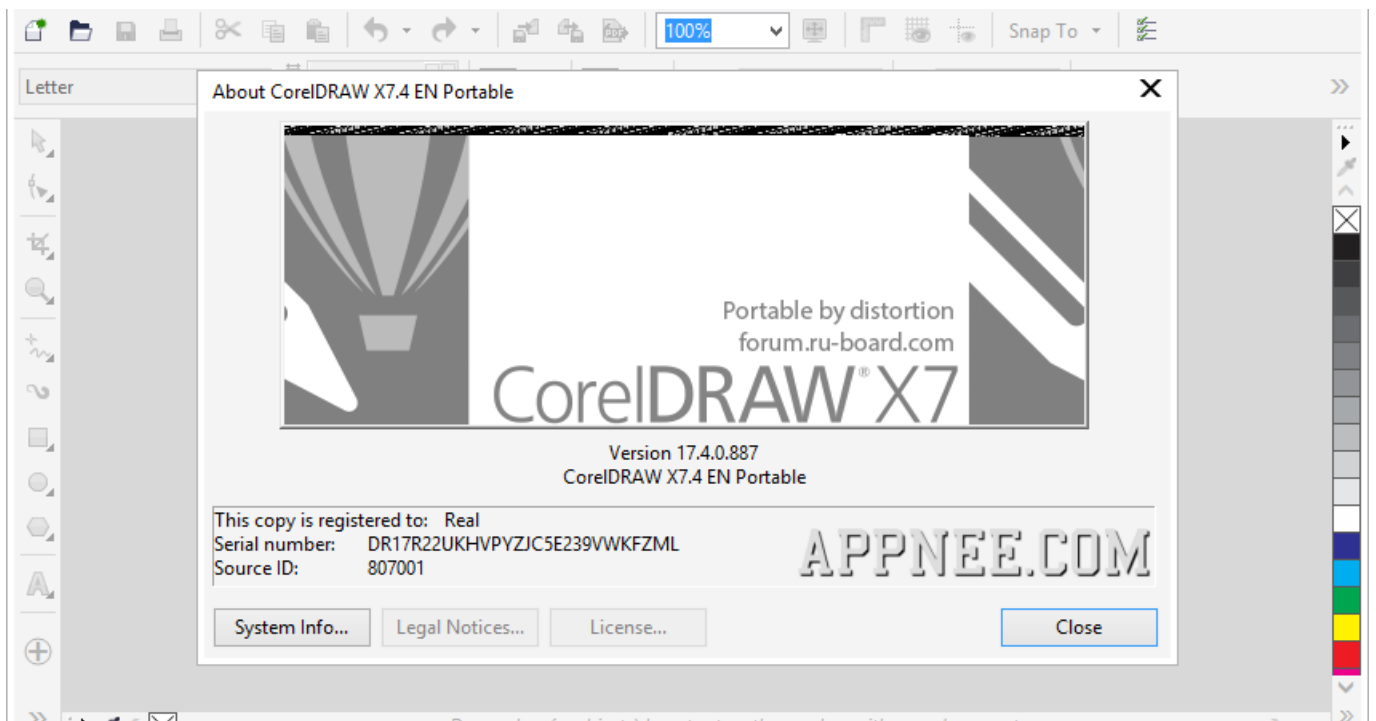 100%
Snap To
Letter
About CorelDRAW X7.4 EN Portable
Portable by distortion
forum.ru-board.com
CorelDRAW® X7
Version 17.4.0.887
CorelDRAW X7.4 EN Portable
This copy is registered to: Real
Serial number: DR17R22UKHVPYZJC5E239VWKFZML
Source ID: 807001
APPNEE.COM
System Info...
Legal Notices...
License...
Close